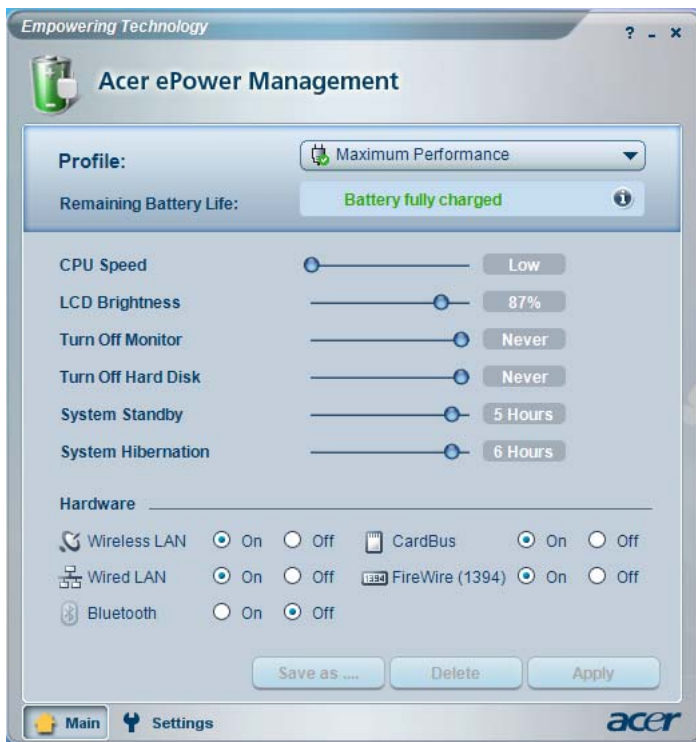 Empowering Technology
? - x
Acer ePower Management
Profile: Maximum Performance
Remaining Battery Life: Battery fully charged i
CPU Speed Low
LCD Brightness 87%
Turn Off Monitor Never
Turn Off Hard Disk Never
System Standby 5 Hours
System Hibernation 6 Hours
Hardware
Wireless LAN On Off CardBus On Off
Wired LAN On Off 1394 FireWire (1394) On Off
Bluetooth On Off
Save as .... Delete Apply
Main Settings acer